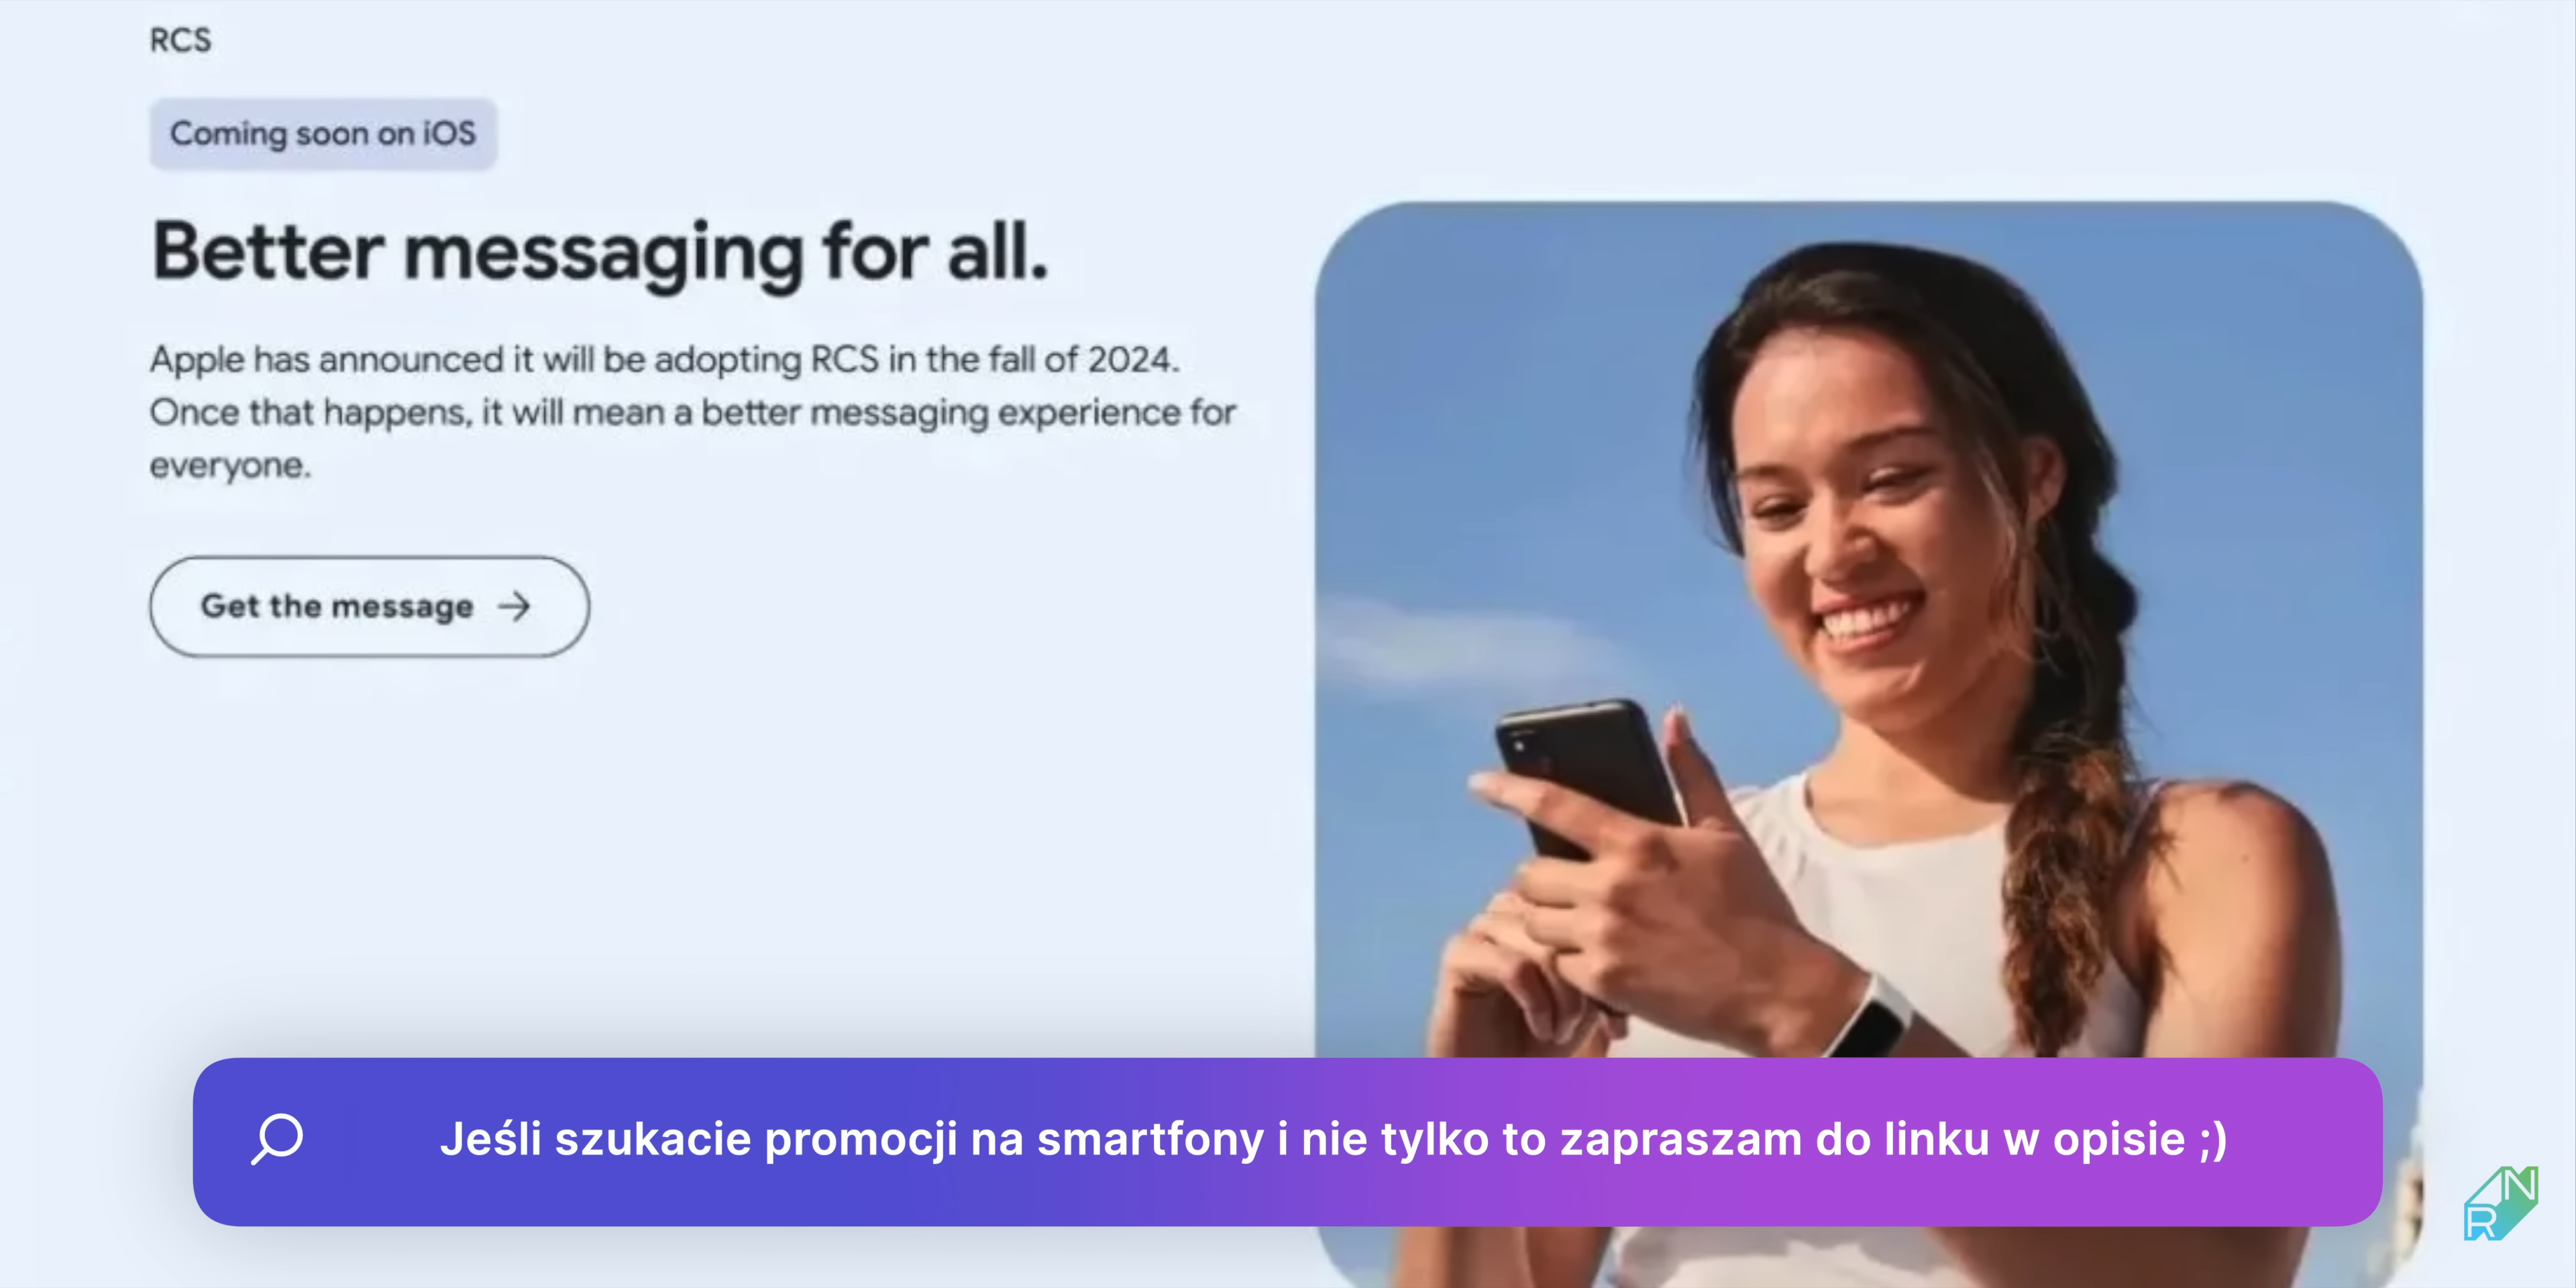 RCS
Coming soon on iOS
Better messaging for all.
Apple has announced it will be adopting RCS in the fall of 2024.
Once that happens, it will mean a better messaging experience for
everyone.
Get the message
Jeśli szukacie promocji na smartfony i nie tylko to zapraszam do linku w opisie ;)
RN